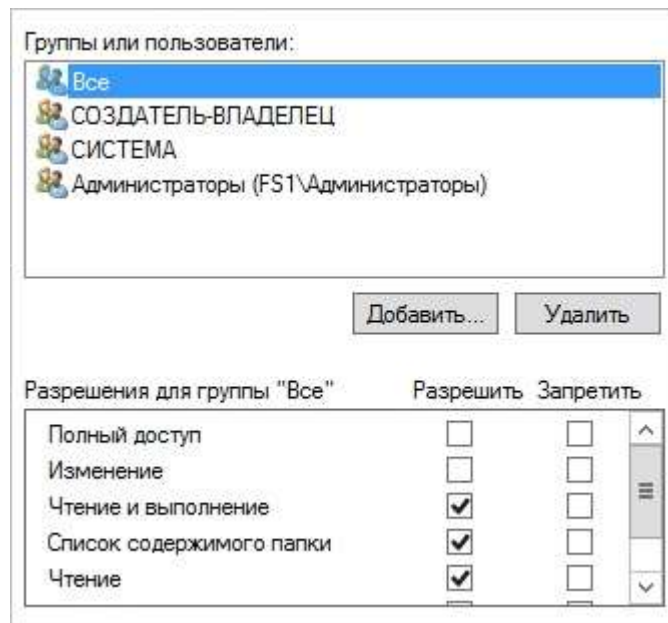 Группы или пользователи:
Все
СОЗДАТЕЛЬ-ВЛАДЕЛЕЦ
СИСТЕМА
Администраторы (FS1\Администраторы)
Добавить... Удалить
Разрешения для группы "Все" Разрешить Запретить
Полный доступ
Изменение
Чтение и выполнение
Список содержимого папки
Чтение